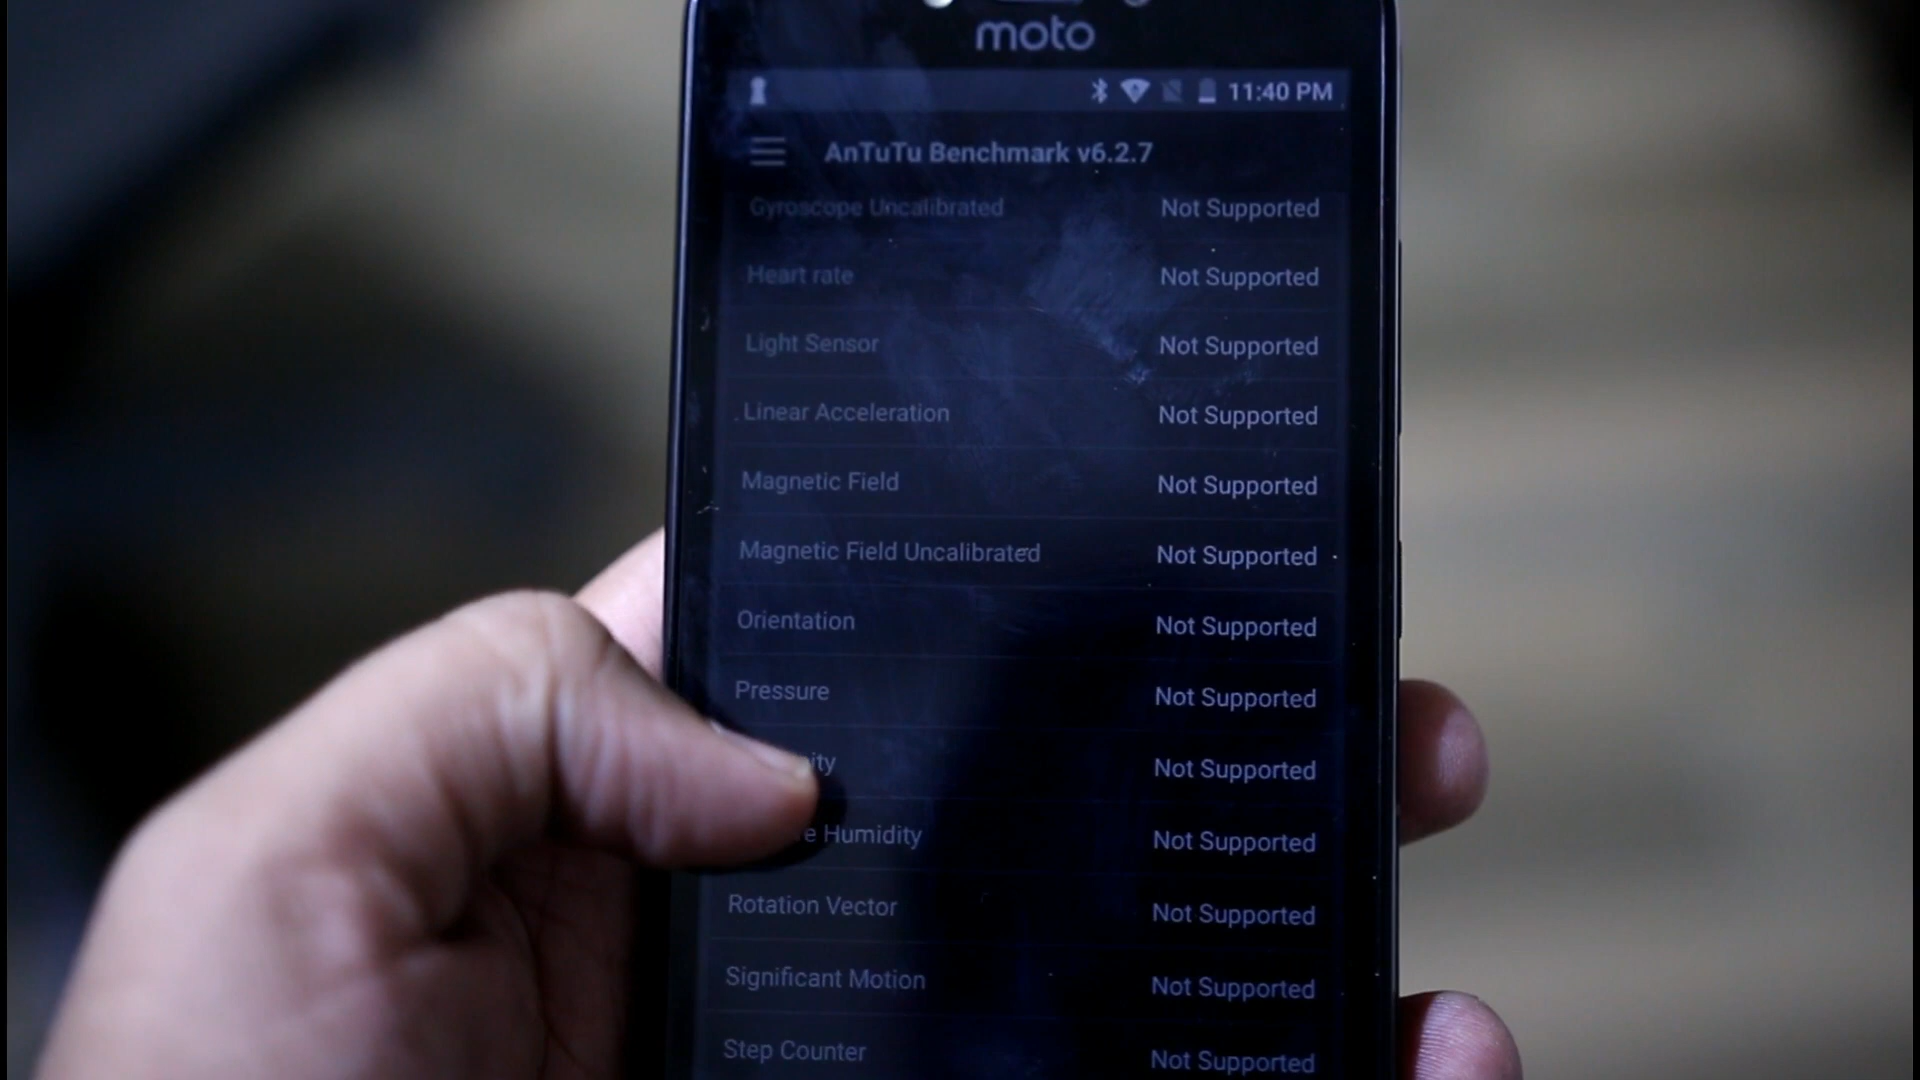 moto
11:40 PM
AnTuTu Benchmark v6.2.7
Gyroscope Uncalibrated Not Supported
Heart rate Not Supported
Light Sensor Not Supported
Linear Acceleration Not Supported
Magnetic Field Not Supported
Magnetic Field Uncalibrated Not Supported
Orientation Not Supported
Pressure Not Supported
Not Supported
Humidity Not Supported
Rotation Vector Not Supported
Significant Motion Not Supported
Step Counter Not Supported